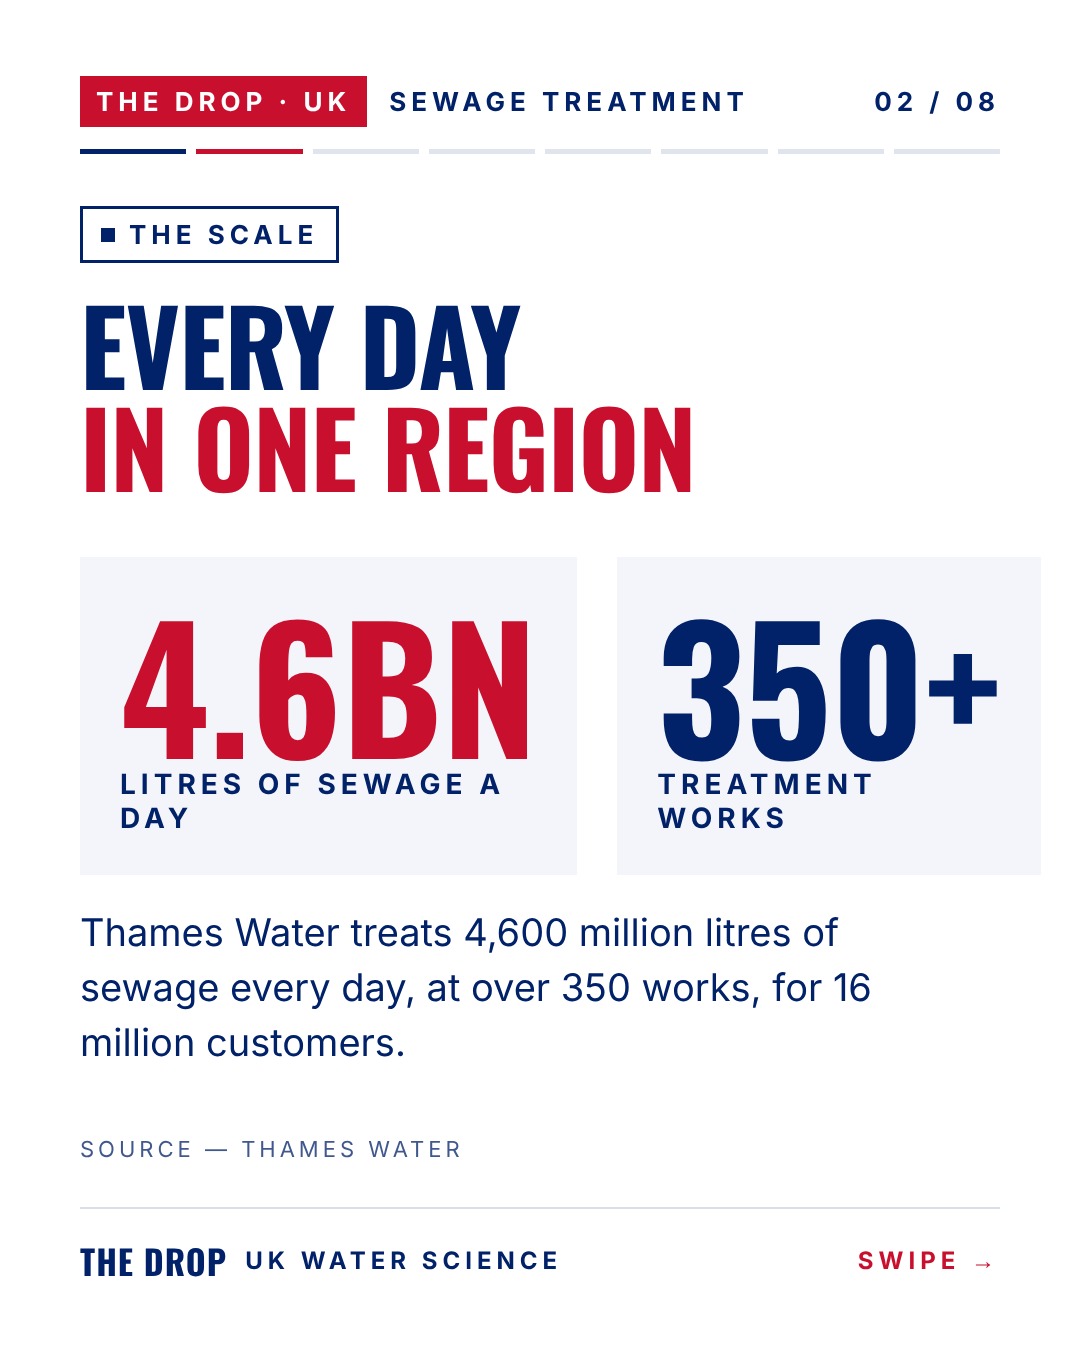 THE DROP · UK SEWAGE TREATMENT 02 / 08
THE SCALE
EVERY DAY
IN ONE REGION
4.6BN
LITRES OF SEWAGE A
DAY
350+
TREATMENT
WORKS
Thames Water treats 4,600 million litres of
sewage every day, at over 350 works, for 16
million customers.
SOURCE — THAMES WATER
THE DROP UK WATER SCIENCE SWIPE →